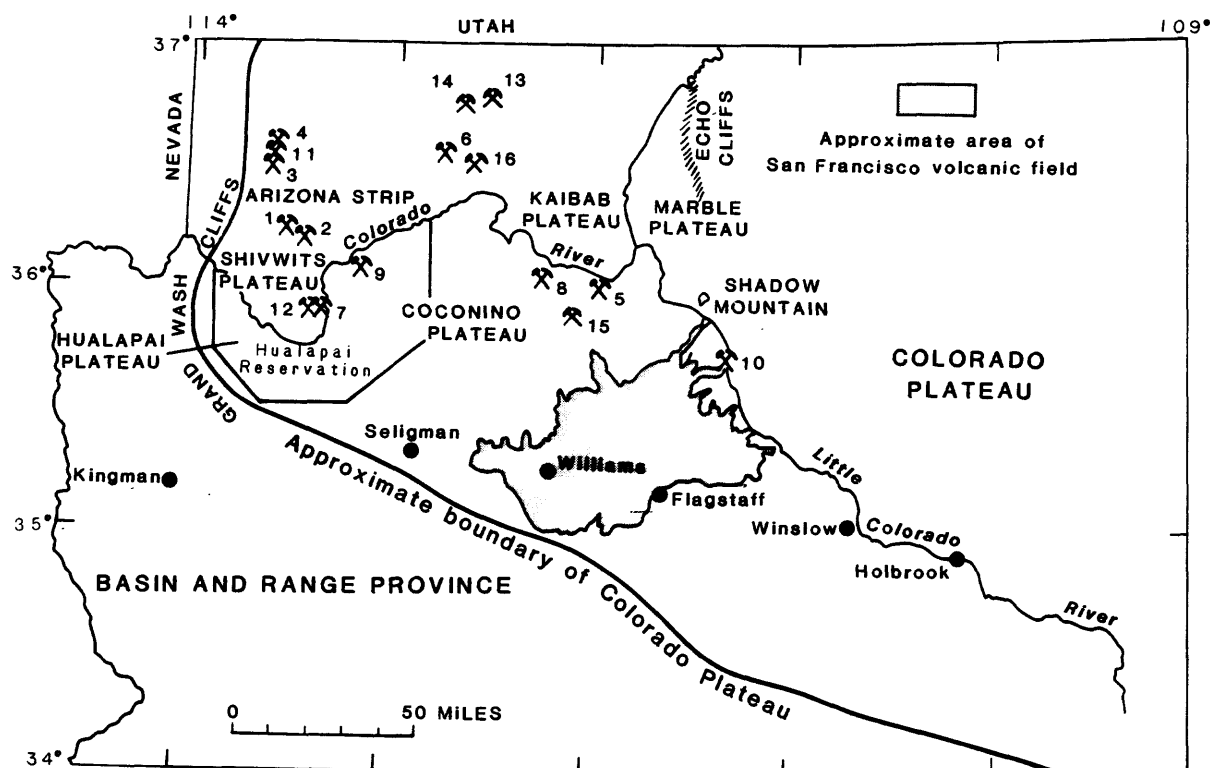 114°
UTAH
109°
37°
NEVADA
14
13
4
11
3
6
16
ECHO
CLIFFS
Approximate area of
San Francisco volcanic field
ARIZONA STRIP
KAIBAB
PLATEAU
MARBLE
PLATEAU
1
2
Colorado
River
GRAND
WASH
CLIFFS
SHIVWITS
PLATEAU
36°
9
8
5
SHADOW
MOUNTAIN
12
7
15
COCONINO
PLATEAU
HUALAPAI
PLATEAU
Hualapai
Reservation
10
COLORADO
PLATEAU
Seligman
Kingman
Williams
Flagstaff
Little
Colorado
River
Winslow
Holbrook
35°
Approximate boundary of Colorado Plateau
BASIN AND RANGE PROVINCE
0
50 MiLES
34°